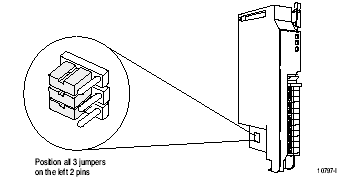 Position all 3 jumpers
on the left 2 pins
10797-I